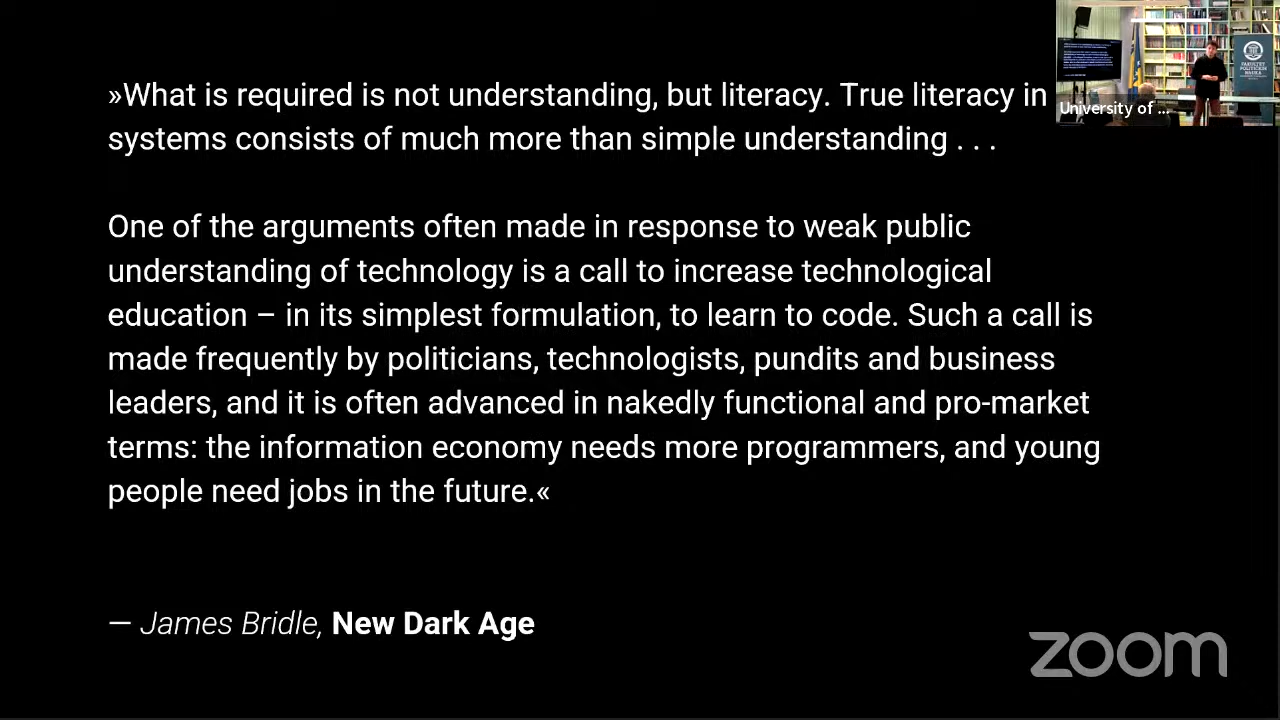 »What is required is not understanding, but literacy. True literacy in
systems consists of much more than simple understanding . . .
One of the arguments often made in response to weak public
understanding of technology is a call to increase technological
education – in its simplest formulation, to learn to code. Such a call is
made frequently by politicians, technologists, pundits and business
leaders, and it is often advanced in nakedly functional and pro-market
terms: the information economy needs more programmers, and young
people need jobs in the future.«
— James Bridle, New Dark Age
University of ...
FAKULTET
POLITIČKIH
NAUKA
zoom